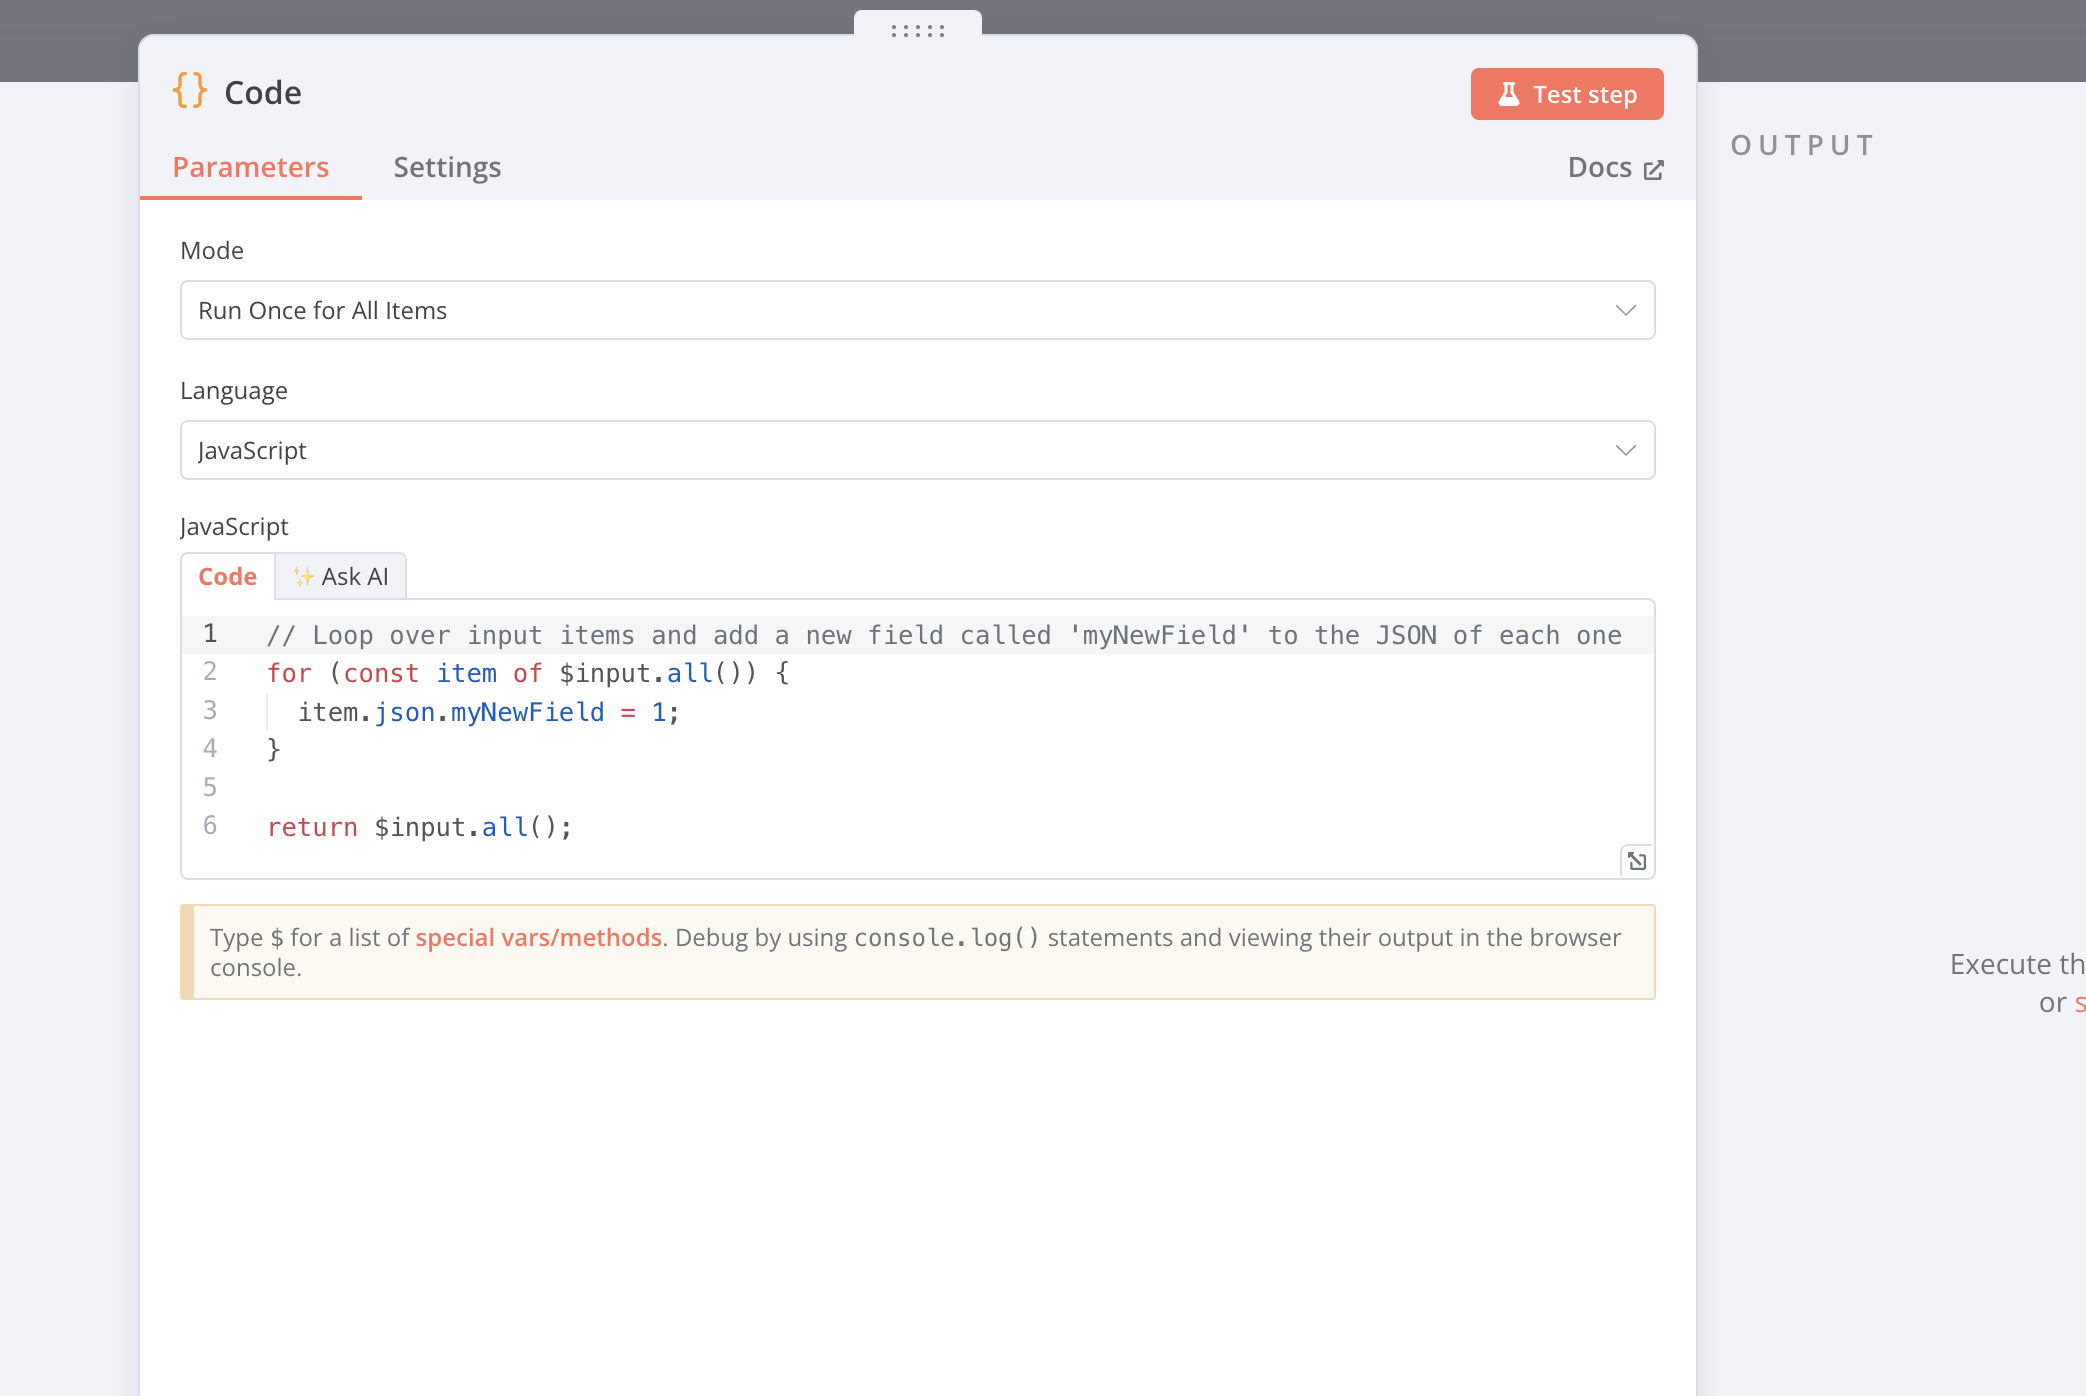 Code
Test step
Parameters
Settings
Docs
OUTPUT
Mode
Run Once for All Items
Language
JavaScript
JavaScript
Code
✨ Ask AI
1 // Loop over input items and add a new field called 'myNewField' to the JSON of each one
2 for (const item of $input.all()) {
3   item.json.myNewField = 1;
4 }
5
6 return $input.all();
Type $ for a list of special vars/methods. Debug by using console.log() statements and viewing their output in the browser
console.
Execute th
or s